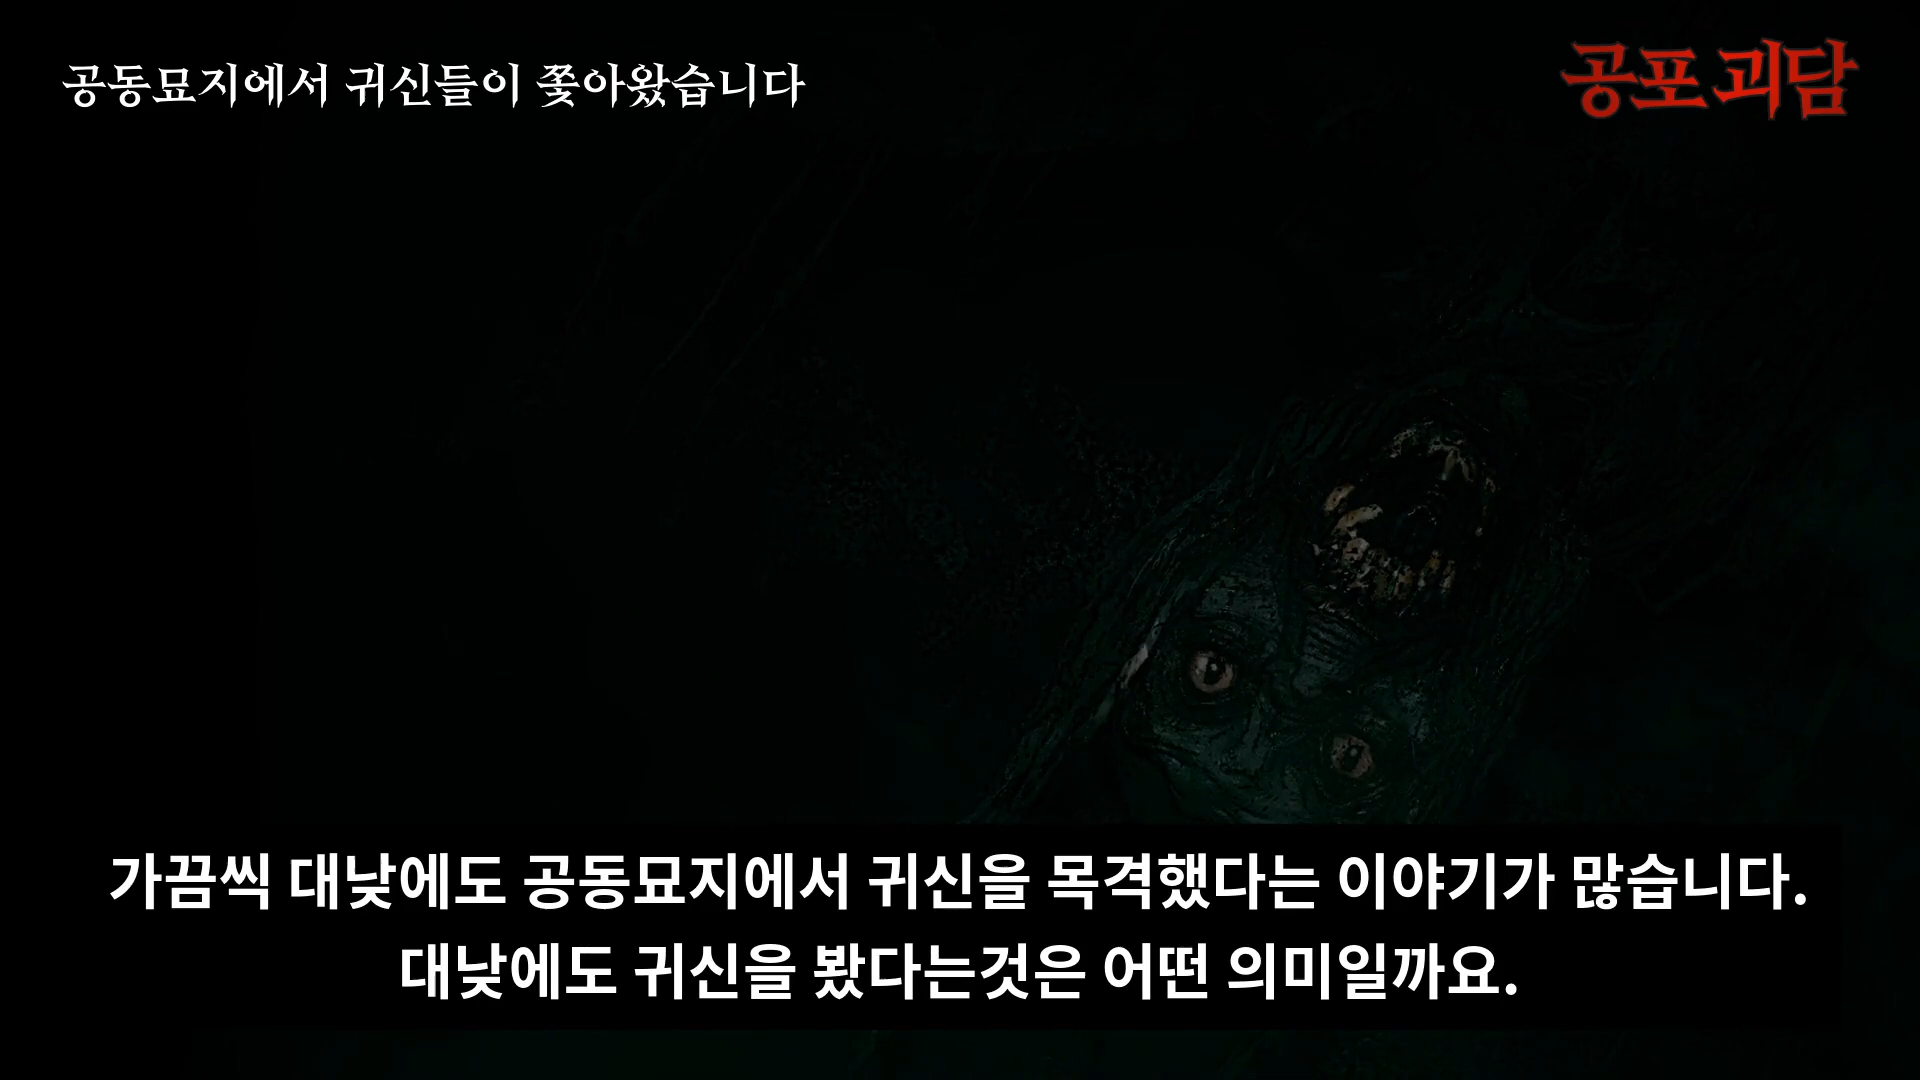 공동묘지에서 귀신들이 쫓아왔습니다
공포 괴담
가끔씩 대낮에도 공동묘지에서 귀신을 목격했다는 이야기가 많습니다.
대낮에도 귀신을 봤다는것은 어떤 의미일까요.